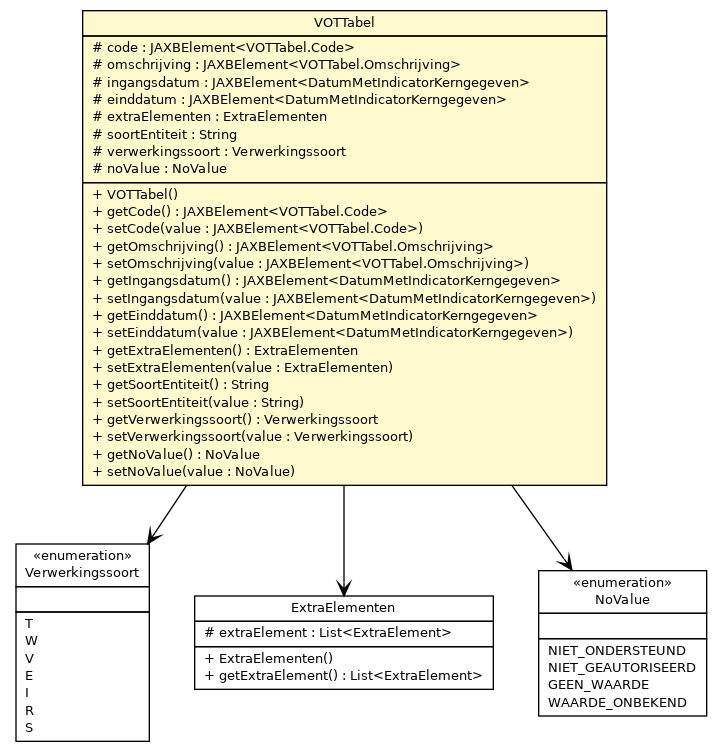 VOTTabel
# code : JAXBElement<VOTTabel.Code>
# omschrijving : JAXBElement<VOTTabel.Omschrijving>
# ingangsdatum : JAXBElement<DatumMetIndicatorKerngegeven>
# einddatum : JAXBElement<DatumMetIndicatorKerngegeven>
# extraElementen : ExtraElementen
# soortEntiteit : String
# verwerkingssoort : Verwerkingssoort
# noValue : NoValue
+ VOTTabel()
+ getCode() : JAXBElement<VOTTabel.Code>
+ setCode(value : JAXBElement<VOTTabel.Code>)
+ getOmschrijving() : JAXBElement<VOTTabel.Omschrijving>
+ setOmschrijving(value : JAXBElement<VOTTabel.Omschrijving>)
+ getIngangsdatum() : JAXBElement<DatumMetIndicatorKerngegeven>
+ setIngangsdatum(value : JAXBElement<DatumMetIndicatorKerngegeven>)
+ getEinddatum() : JAXBElement<DatumMetIndicatorKerngegeven>
+ setEinddatum(value : JAXBElement<DatumMetIndicatorKerngegeven>)
+ getExtraElementen() : ExtraElementen
+ setExtraElementen(value : ExtraElementen)
+ getSoortEntiteit() : String
+ setSoortEntiteit(value : String)
+ getVerwerkingssoort() : Verwerkingssoort
+ setVerwerkingssoort(value : Verwerkingssoort)
+ getNoValue() : NoValue
+ setNoValue(value : NoValue)
«enumeration»
Verwerkingssoort
T
W
V
E
I
R
S
ExtraElementen
# extraElement : List<ExtraElement>
+ ExtraElementen()
+ getExtraElement() : List<ExtraElement>
«enumeration»
NoValue
NIET_ONDERSTEUND
NIET_GEAUTORISEERD
GEEN_WAARDE
WAARDE_ONBEKEND